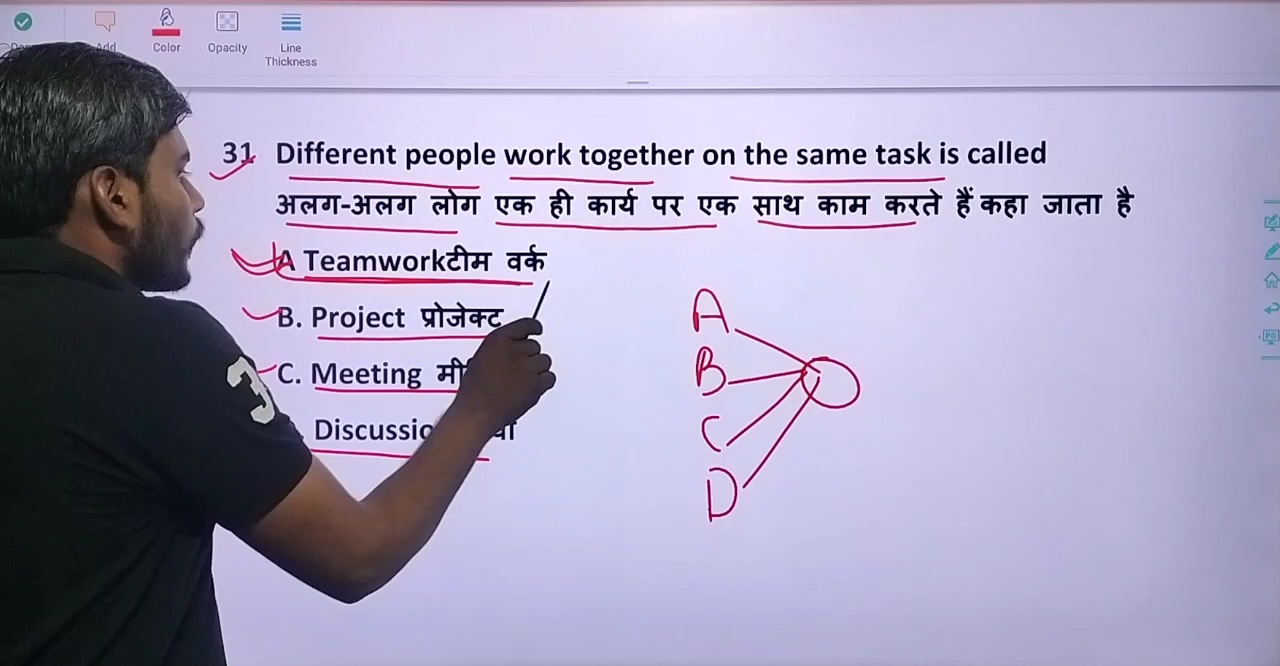 Add
Color
Opacity
Line
Thickness
31 Different people work together on the same task is called
अलग-अलग लोग एक ही कार्य पर एक साथ काम करते हैं कहा जाता है
A Teamworkटीम वर्क
B. Project प्रोजेक्ट
C. Meeting
A
B
C
D
3